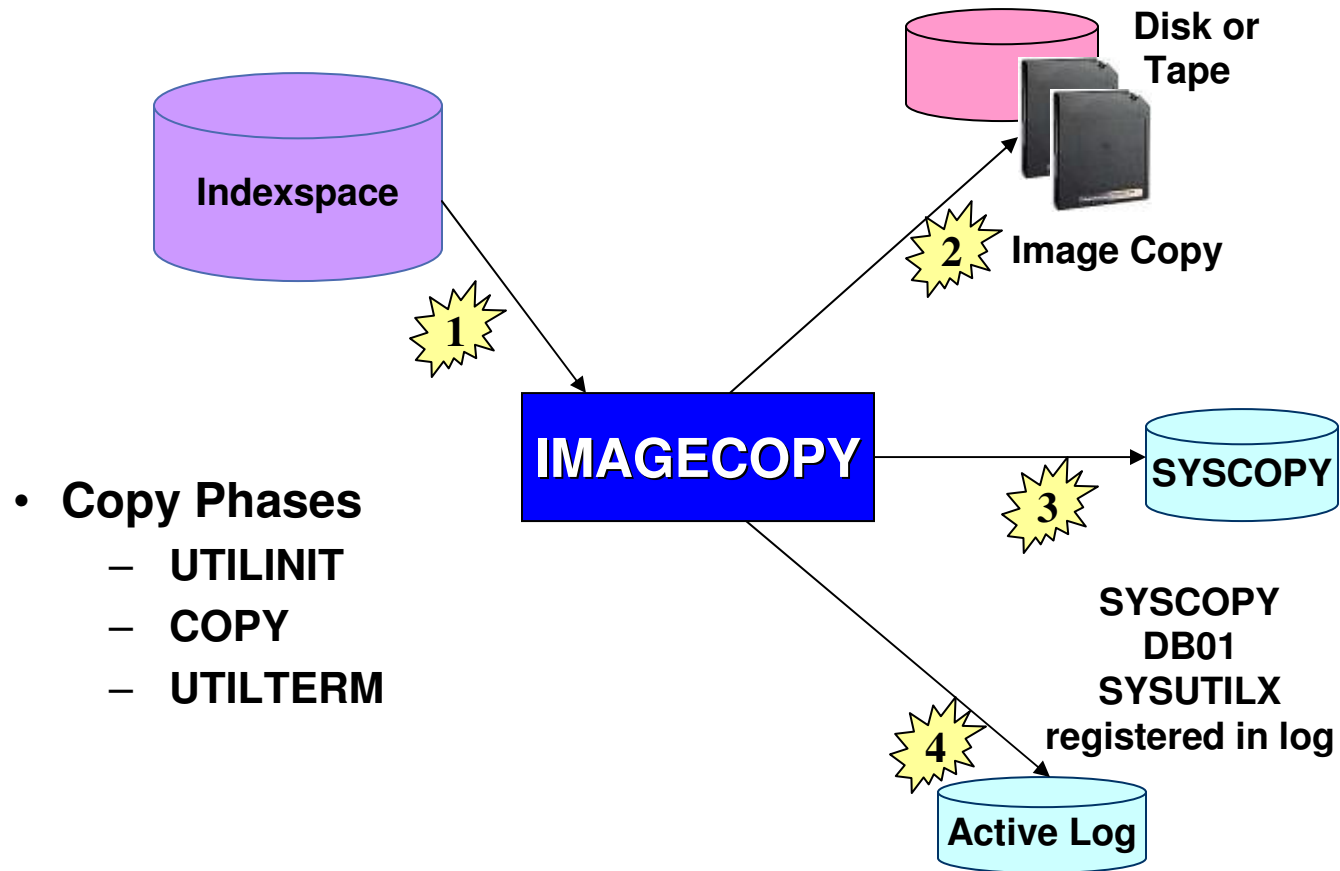 Disk or
Tape
Indexspace
1
2
Image Copy
IMAGECOPY
3
SYSCOPY
• Copy Phases
– UTILINIT
– COPY
– UTILTERM
SYSCOPY
DB01
SYSUTILX
registered in log
4
Active Log